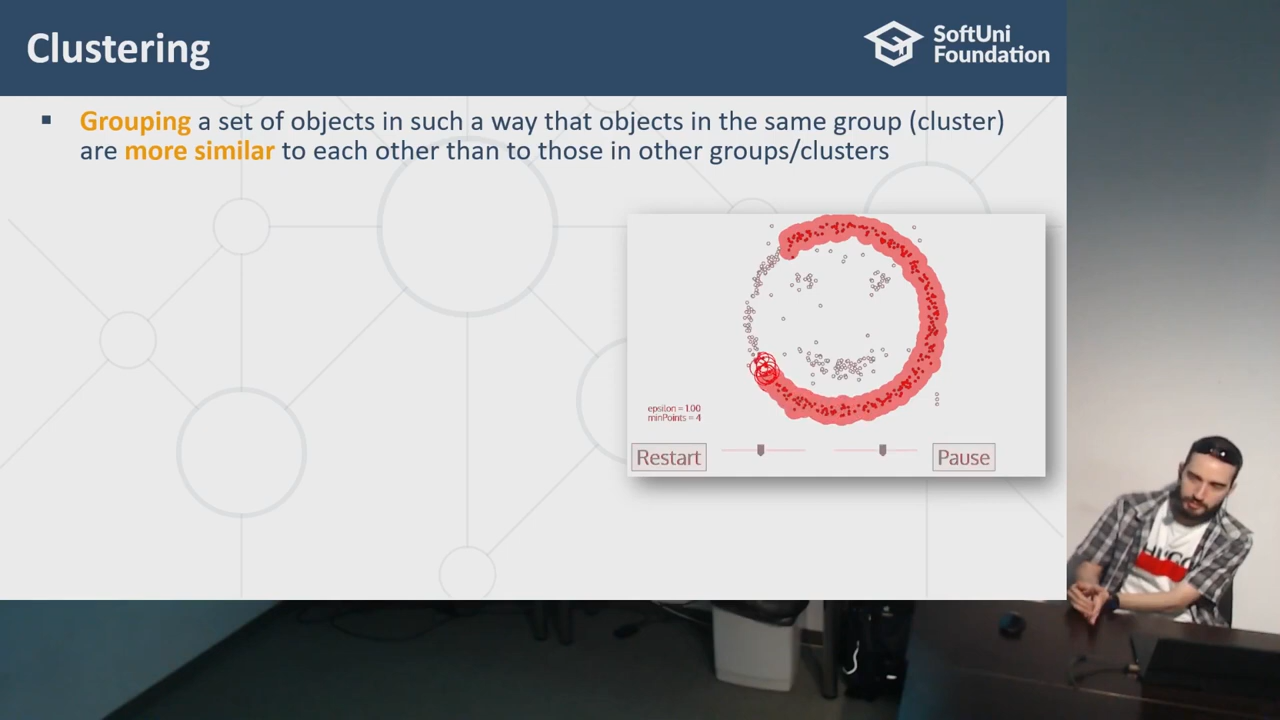 Clustering
SoftUni
Foundation
▪ Grouping a set of objects in such a way that objects in the same group (cluster)
are more similar to each other than to those in other groups/clusters
epsilon = 1.00
minPoints = 4
Restart
Pause